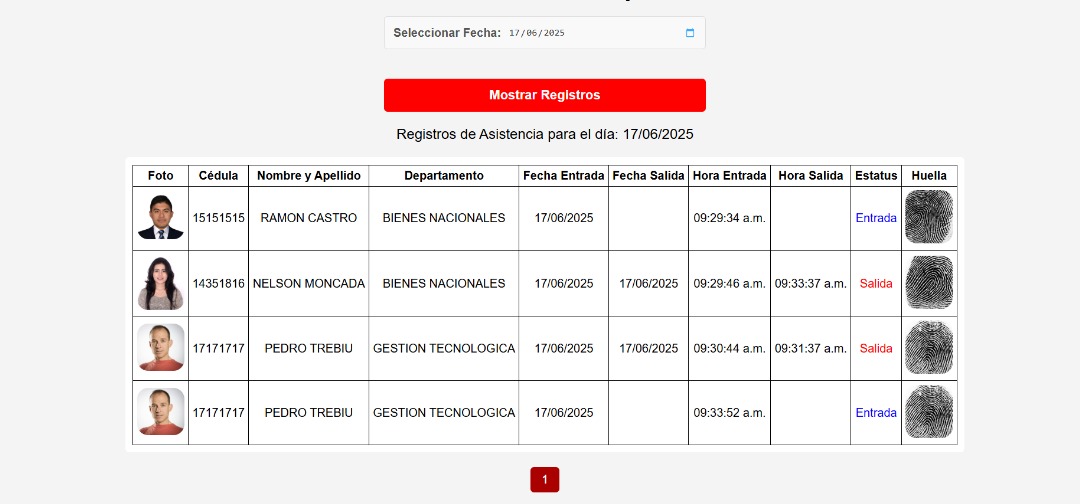 Seleccionar Fecha: 17/06/2025
Mostrar Registros
Registros de Asistencia para el día: 17/06/2025
Foto Cédula Nombre y Apellido Departamento Fecha Entrada Fecha Salida Hora Entrada Hora Salida Estatus Huella
15151515 RAMON CASTRO BIENES NACIONALES 17/06/2025 09:29:34 a.m. Entrada
14351816 NELSON MONCADA BIENES NACIONALES 17/06/2025 17/06/2025 09:29:46 a.m. 09:33:37 a.m. Salida
17171717 PEDRO TREBIU GESTION TECNOLOGICA 17/06/2025 17/06/2025 09:30:44 a.m. 09:31:37 a.m. Salida
17171717 PEDRO TREBIU GESTION TECNOLOGICA 17/06/2025 09:33:52 a.m. Entrada
1